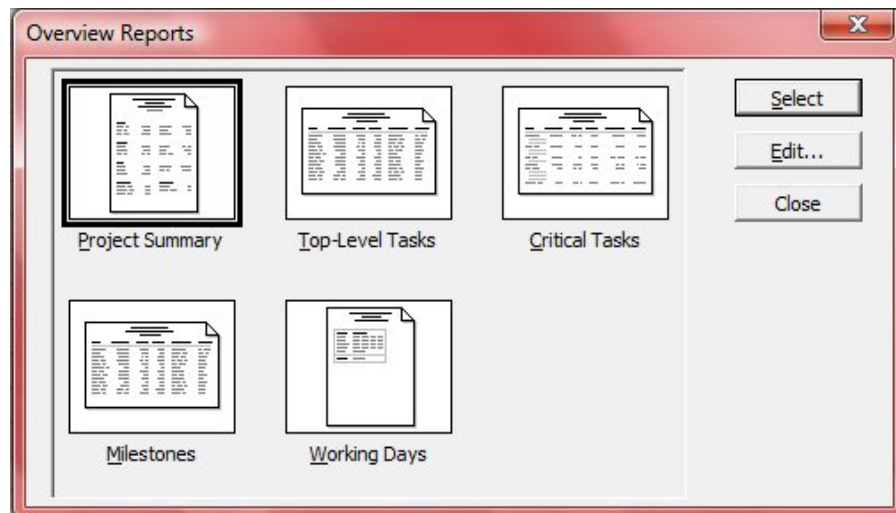 Overview Reports
Select
Edit...
Close
Project Summary
Top-Level Tasks
Critical Tasks
Milestones
Working Days